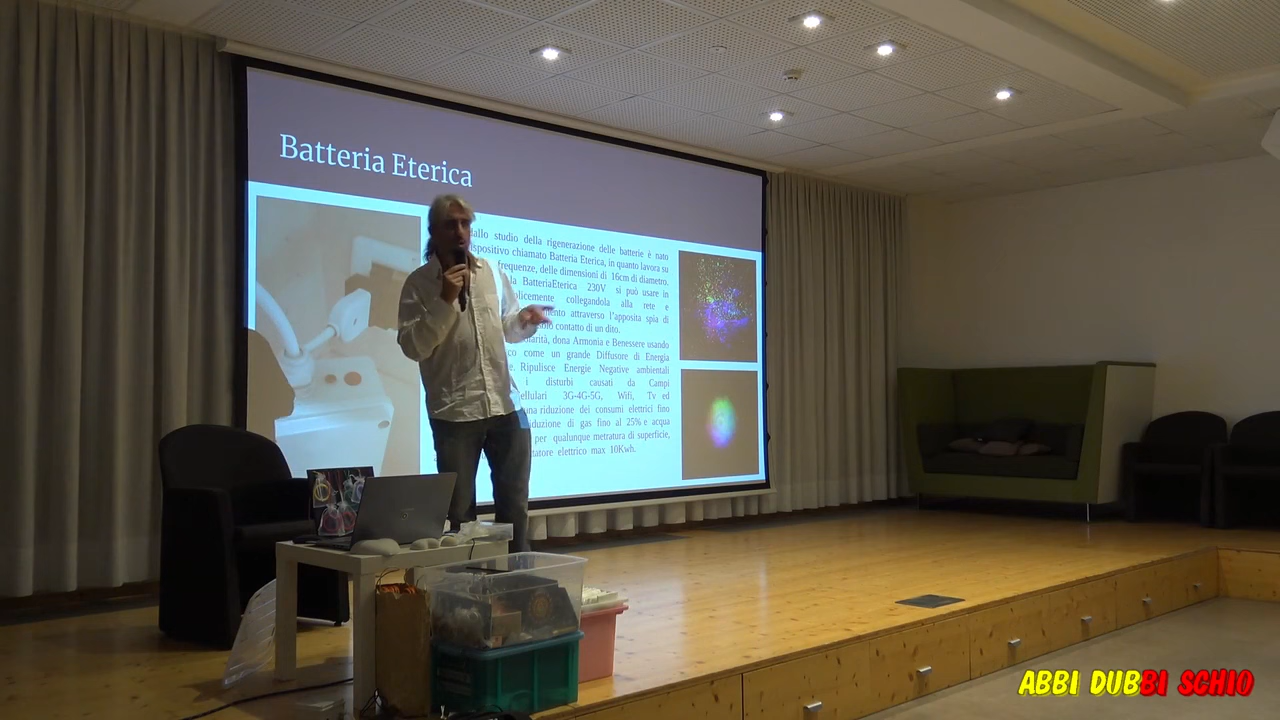 Batteria Eterica
dallo studio della rigenerazione delle batterie è nato
dispositivo chiamato Batteria Eterica, in quanto lavora su
frequenze, delle dimensioni di 16cm di diametro.
la BatteriaEterica 230V si può usare in
collegandola alla rete e
attraverso l'apposita spia di
contatto di un dito.
dona Armonia e Benessere usando
come un grande Diffusore di Energia
Ripulisce Energie Negative ambientali
i disturbi causati da Campi
3G-4G-5G, Wifi, Tv ed
una riduzione dei consumi elettrici fino
di gas fino al 25% e acqua
per qualunque metratura di superficie,
elettrico max 10Kwh.
ABBI DUBBI SCHIO